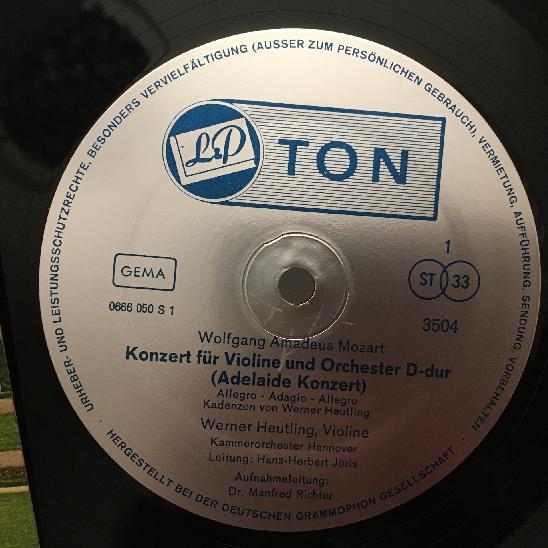 URHEBER- UND LEISTUNGSSCHUTZRECHTE, BESONDERS VERVIELFÄLTIGUNG (AUSSER ZUM PERSÖNLICHEN GEBRAUCH), VERMIETUNG, AUFFÜHRUNG, SENDUNG, VORBEHALTEN
L&P
TON
GEMA
0666 050 S 1
1
ST 33
3504
Wolfgang Amadeus Mozart
Konzert für Violine und Orchester D-dur
(Adelaide Konzert)
Allegro - Adagio - Allegro
Kadenzen von Werner Heutling
Werner Heutling, Violine
Kammerorchester Hannover
Leitung: Hans-Herbert Jöris
Aufnahmeleitung:
Dr. Manfred Richter
· HERGESTELLT BEI DER DEUTSCHEN GRAMMOPHON GESELLSCHAFT ·